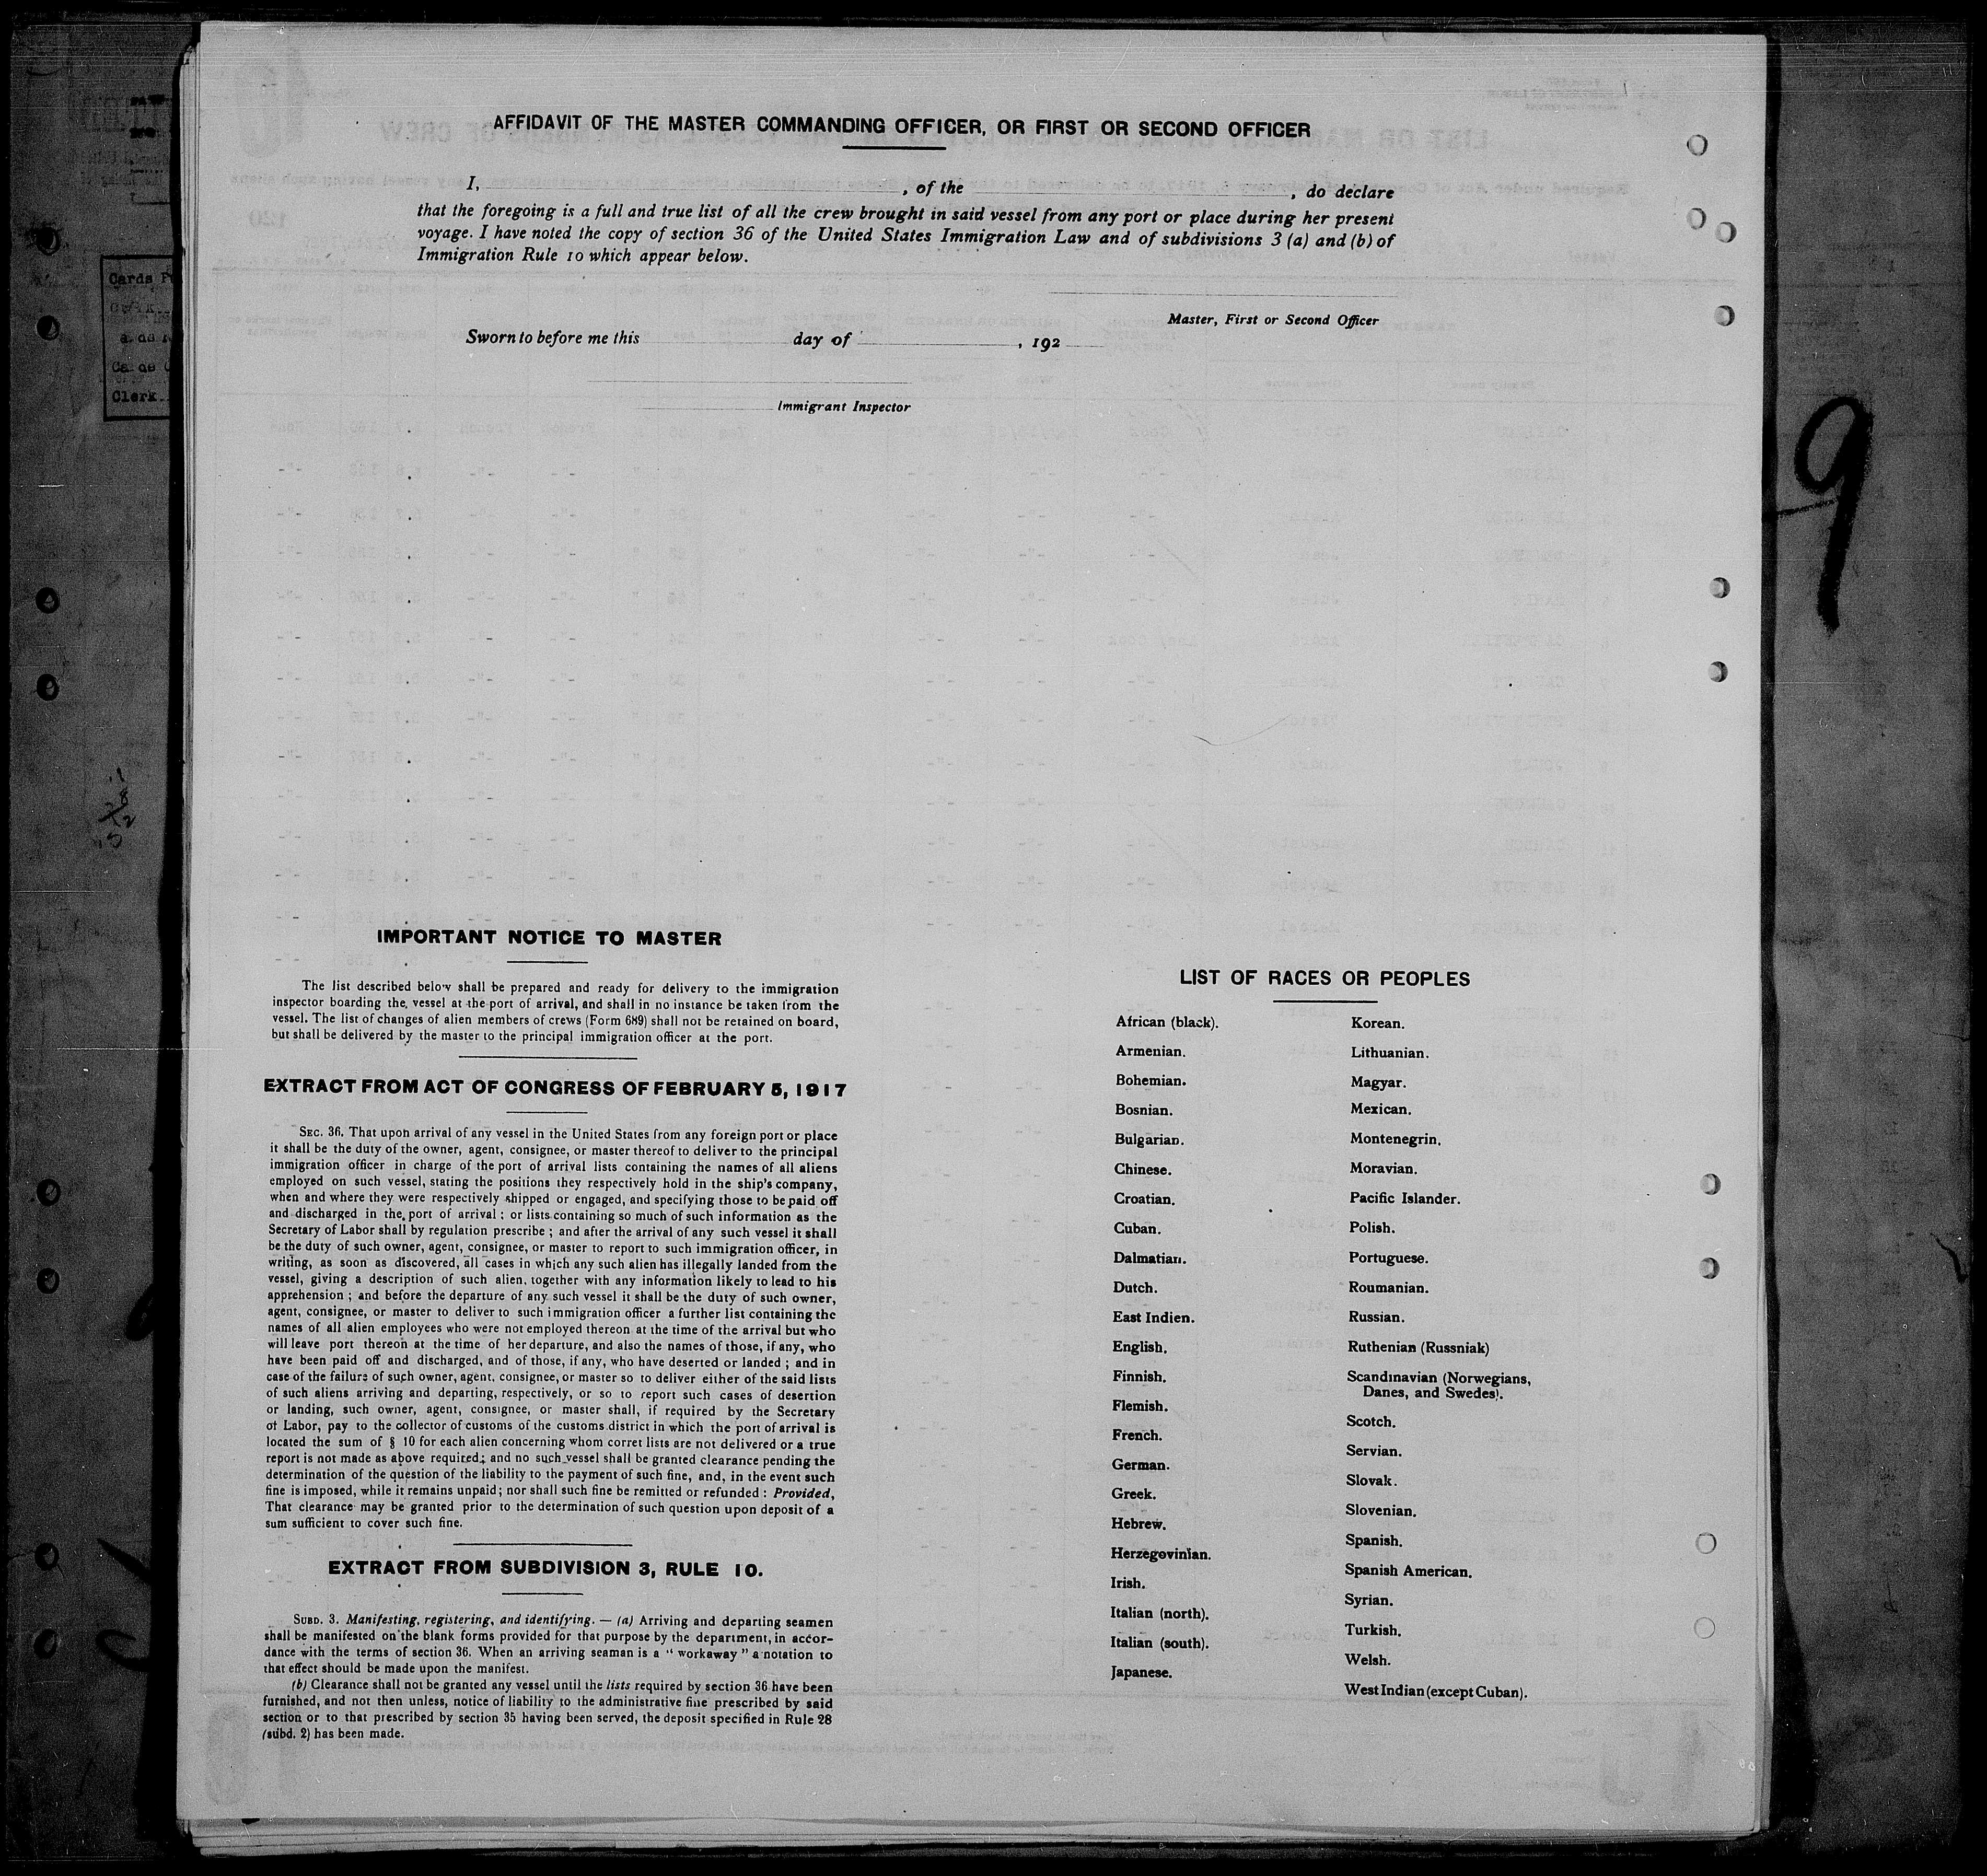 AFFIDAVIT OF THE MASTER COMMANDING OFFICER, OR FIRST OR SECOND OFFICER
I, , of the , do declare
that the foregoing is a full and true list of all the crew brought in said vessel from any port or place during her present
voyage. I have noted the copy of section 36 of the United States Immigration Law and of subdivisions 3 (a) and (b) of
Immigration Rule 10 which appear below.
Master, First or Second Officer
Sworn to before me this day of , 192
Immigrant Inspector
Cards
Clerk.
9
IMPORTANT NOTICE TO MASTER
The list described below shall be prepared and ready for delivery to the immigration
inspector boarding the, vessel at the port of arrival, and shall in no instance be taken from the
vessel. The list of changes of alien members of crews (Form 689) shall not be retained on board,
but shall be delivered by the master to the principal immigration officer at the port.
EXTRACT FROM ACT OF CONGRESS OF FEBRUARY 5, 1917
SEC. 36. That upon arrival of any vessel in the United States from any foreign port or place
it shall be the duty of the owner, agent, consignee, or master thereof to deliver to the principal
immigration officer in charge of the port of arrival lists containing the names of all aliens
employed on such vessel, stating the positions they respectively hold in the ship's company,
when and where they were respectively shipped or engaged, and specifying those to be paid off
and discharged in the port of arrival ; or lists containing so much of such information as the
Secretary of Labor shall by regulation prescribe ; and after the arrival of any such vessel it shall
be the duty of such owner, agent, consignee, or master to report to such immigration officer, in
writing, as soon as discovered, all cases in which any such alien has illegally landed from the
vessel, giving a description of such alien, together with any information likely to lead to his
apprehension ; and before the departure of any such vessel it shall be the duty of such owner,
agent, consignee, or master to deliver to such immigration officer a further list containing the
names of all alien employees who were not employed thereon at the time of the arrival but who
will leave port thereon at the time of her departure, and also the names of those, if any, who
have been paid off and discharged, and of those, if any, who have deserted or landed ; and in
case of the failure of such owner, agent, consignee, or master so to deliver either of the said lists
of such aliens arriving and departing, respectively, or so to report such cases of desertion
or landing, such owner, agent, consignee, or master shall, if required by the Secretary
of Labor, pay to the collector of customs of the customs district in which the port of arrival is
located the sum of § 10 for each alien concerning whom corret lists are not delivered or a true
report is not made as above required ; and no such vessel shall be granted clearance pending the
determination of the question of the liability to the payment of such fine, and, in the event such
fine is imposed, while it remains unpaid ; nor shall such fine be remitted or refunded : Provided,
That clearance may be granted prior to the determination of such question upon deposit of a
sum sufficient to cover such fine.
EXTRACT FROM SUBDIVISION 3, RULE 10.
SUBD. 3. Manifesting, registering, and identifying. — (a) Arriving and departing seamen
shall be manifested on the blank forms provided for that purpose by the department, in accor-
dance with the terms of section 36. When an arriving seaman is a " workaway " a notation to
that effect should be made upon the manifest.
(b) Clearance shall not be granted any vessel until the lists required by section 36 have been
furnished, and not then unless, notice of liability to the administrative fine prescribed by said
section or to that prescribed by section 35 having been served, the deposit specified in Rule 28
(subd. 2) has been made.
LIST OF RACES OR PEOPLES
African (black).
Armenian.
Bohemian.
Bosnian.
Bulgarian.
Chinese.
Croatian.
Cuban.
Dalmatian.
Dutch.
East Indien.
English.
Finnish.
Flemish.
French.
German.
Greek.
Hebrew.
Herzegovinian.
Irish.
Italian (north).
Italian (south).
Japanese.
Korean.
Lithuanian.
Magyar.
Mexican.
Montenegrin.
Moravian.
Pacific Islander.
Polish.
Portuguese.
Roumanian.
Russian.
Ruthenian (Russniak)
Scandinavian (Norwegians,
Danes, and Swedes).
Scotch.
Servian.
Slovak.
Slovenian.
Spanish.
Spanish American.
Syrian.
Turkish.
Welsh.
West Indian (except Cuban).